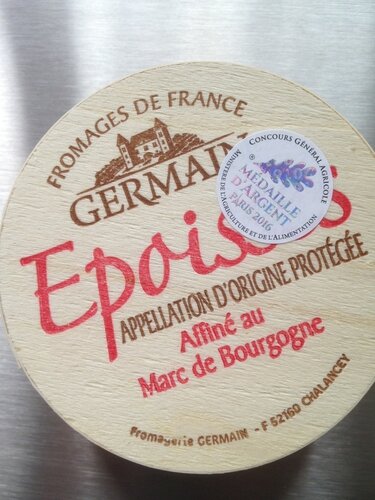 FROMAGES DE FRANCE
GERMAIN
Epoisses
APPELLATION D'ORIGINE PROTÉGÉE
Affiné au
Marc de Bourgogne
Fromagerie GERMAIN - F 52160 CHALANCEY
CONCOURS GÉNÉRAL AGRICOLE
MÉDAILLE
D'ARGENT
PARIS 2016
MINISTÈRE DE L'AGRICULTURE ET DE L'ALIMENTATION